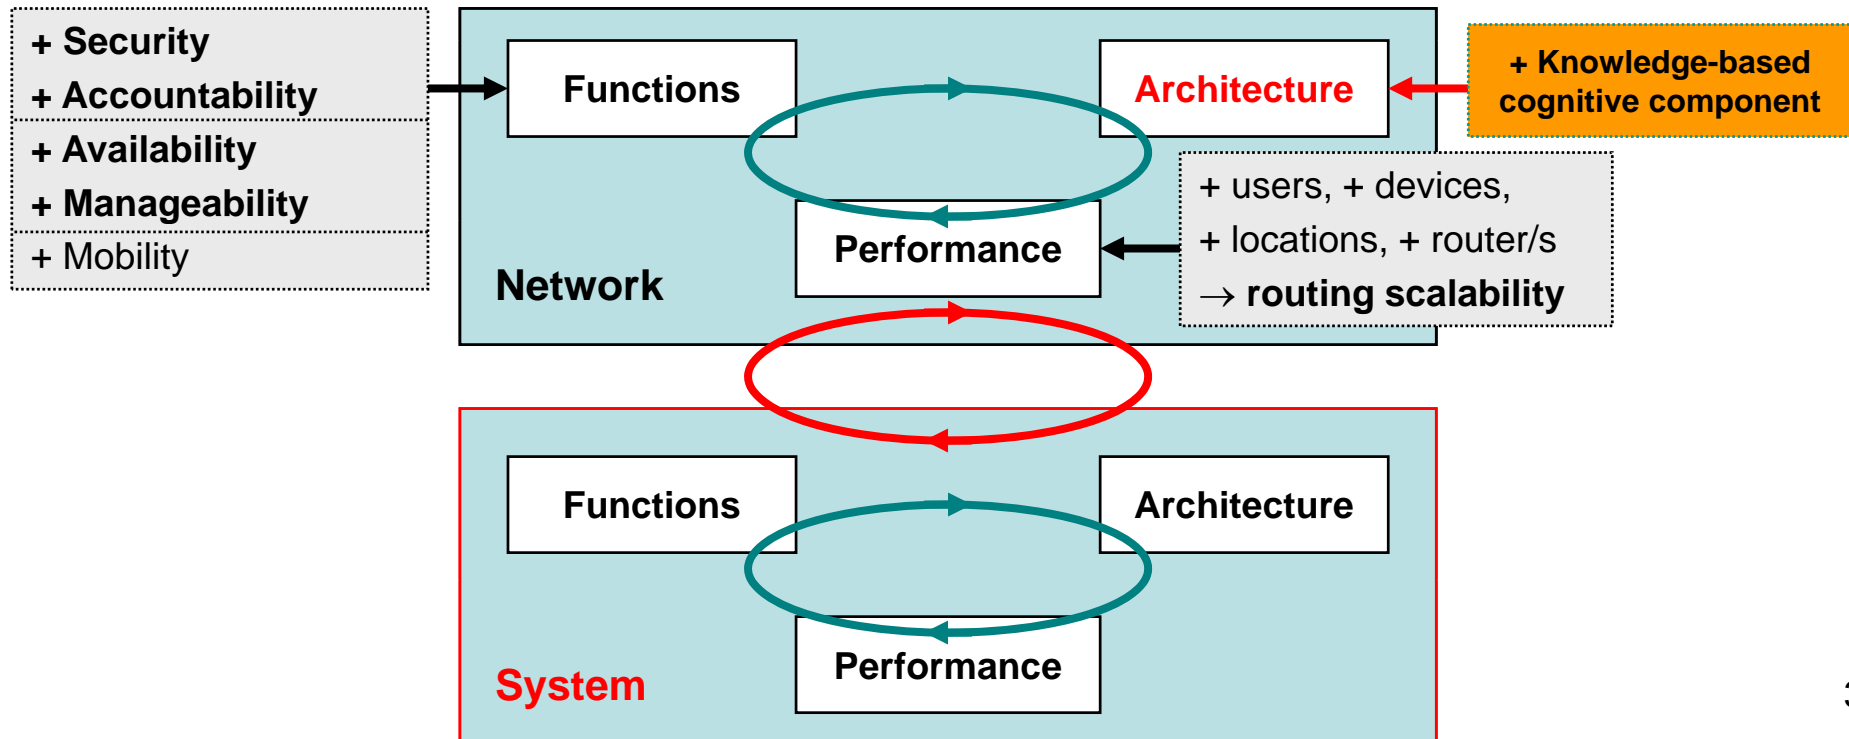 + Security
+ Accountability
+ Availability
+ Manageability
+ Mobility
Functions
Architecture
+ Knowledge-based
cognitive component
Performance
+ users, + devices,
+ locations, + router/s
→ routing scalability
Network
Functions
Architecture
Performance
System